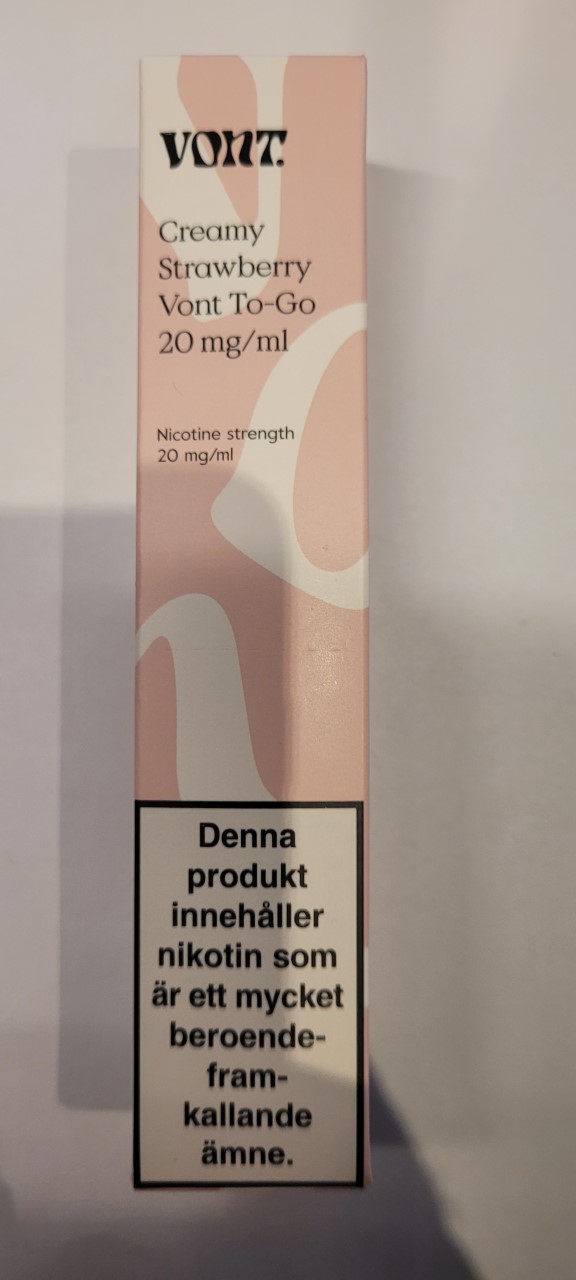 VONT.
Creamy
Strawberry
Vont To-Go
20 mg/ml
Nicotine strength
20 mg/ml
Denna
produkt
innehåller
nikotin som
är ett mycket
beroende-
fram-
kallande
ämne.